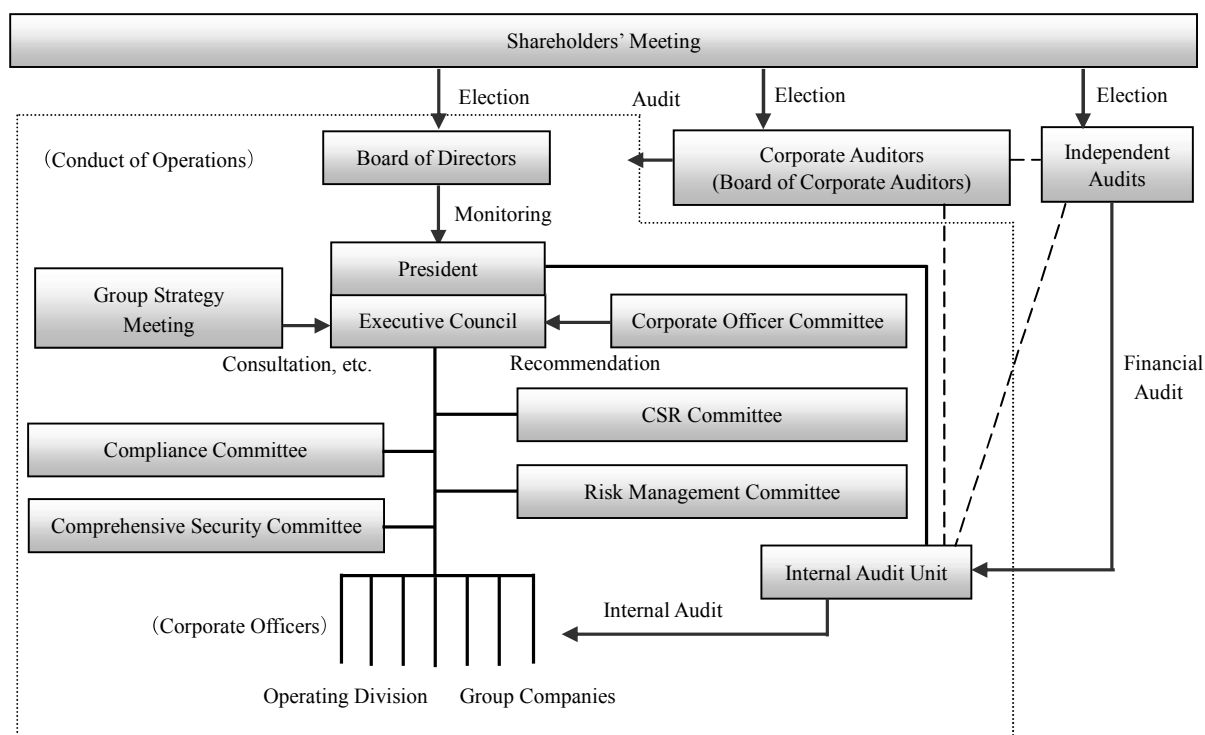 Shareholders’ Meeting
Election
Audit
Election
Election
（Conduct of Operations）
Board of Directors
Corporate Auditors
(Board of Corporate Auditors)
Independent
Audits
Monitoring
President
Group Strategy
Meeting
Executive Council
Corporate Officer Committee
Consultation, etc.
Recommendation
Financial
Audit
CSR Committee
Compliance Committee
Risk Management Committee
Comprehensive Security Committee
Internal Audit Unit
Internal Audit
（Corporate Officers）
Operating Division
Group Companies